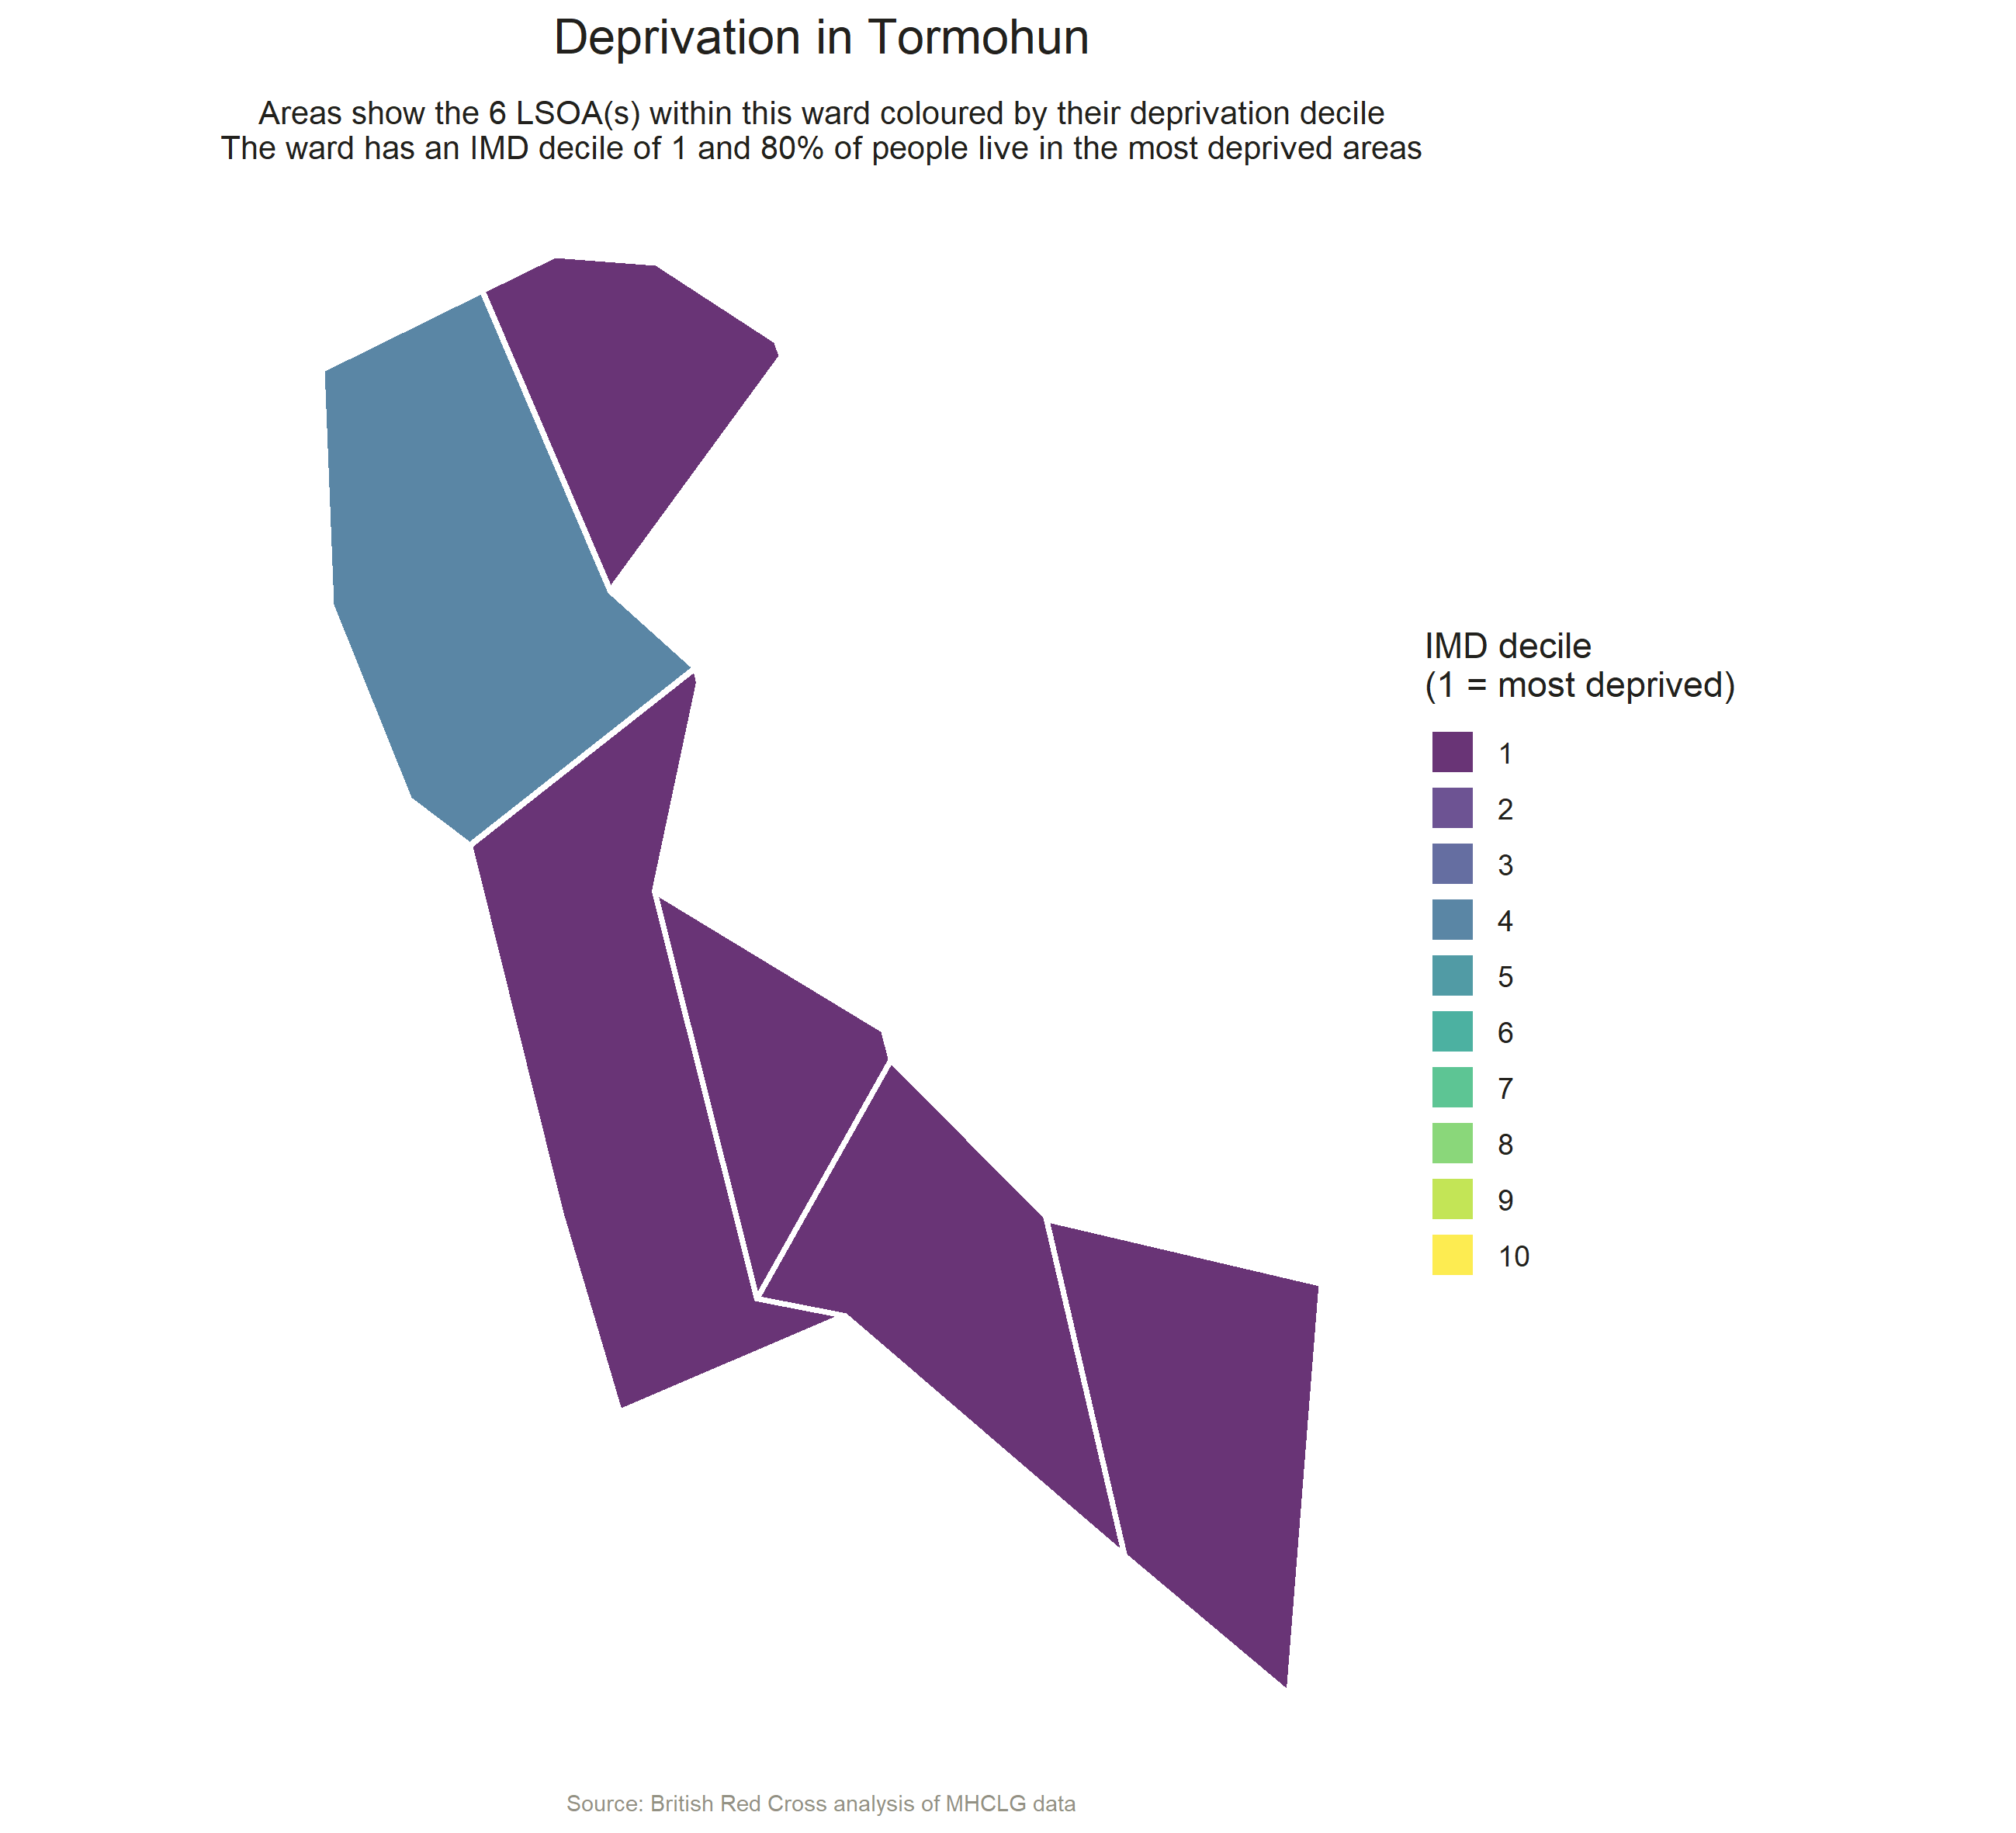 Deprivation in Tormohun
Areas show the 6 LSOA(s) within this ward coloured by their deprivation decile
The ward has an IMD decile of 1 and 80% of people live in the most deprived areas
IMD decile
(1 = most deprived)
1
2
3
4
5
6
7
8
9
10
Source: British Red Cross analysis of MHCLG data